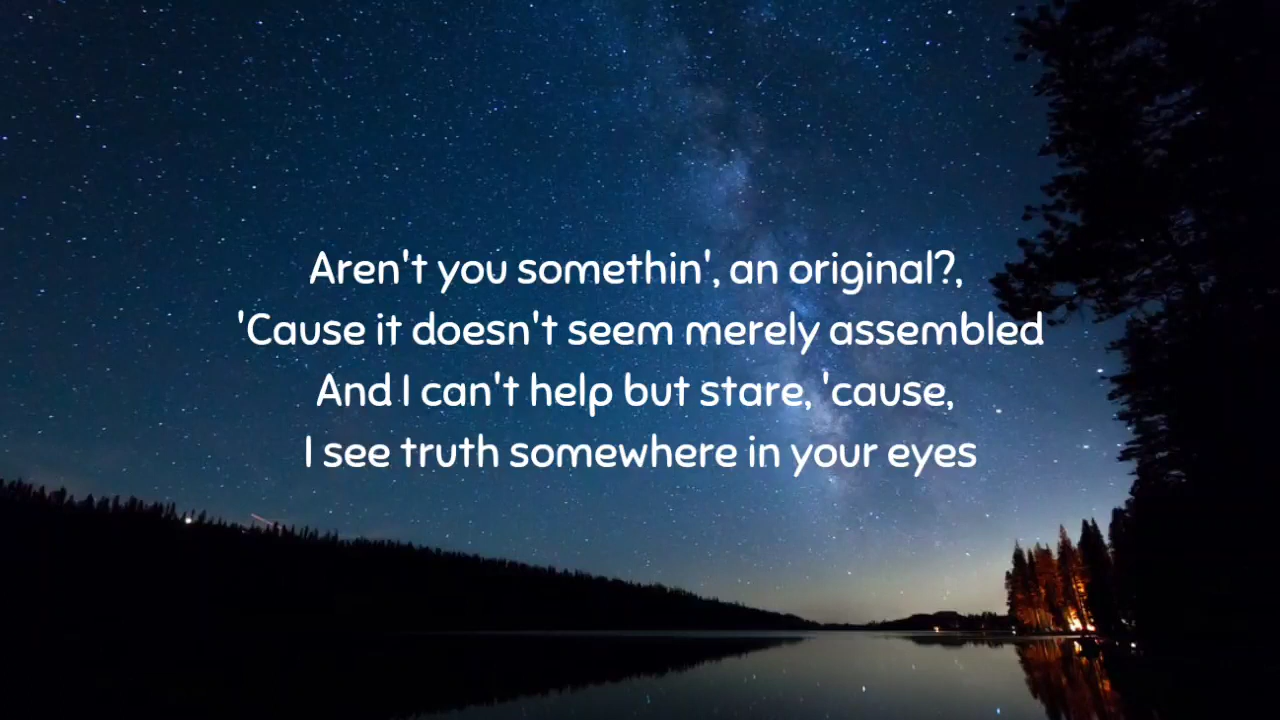 Aren't you somethin', an original?,
'Cause it doesn't seem merely assembled
And I can't help but stare, 'cause,
I see truth somewhere in your eyes